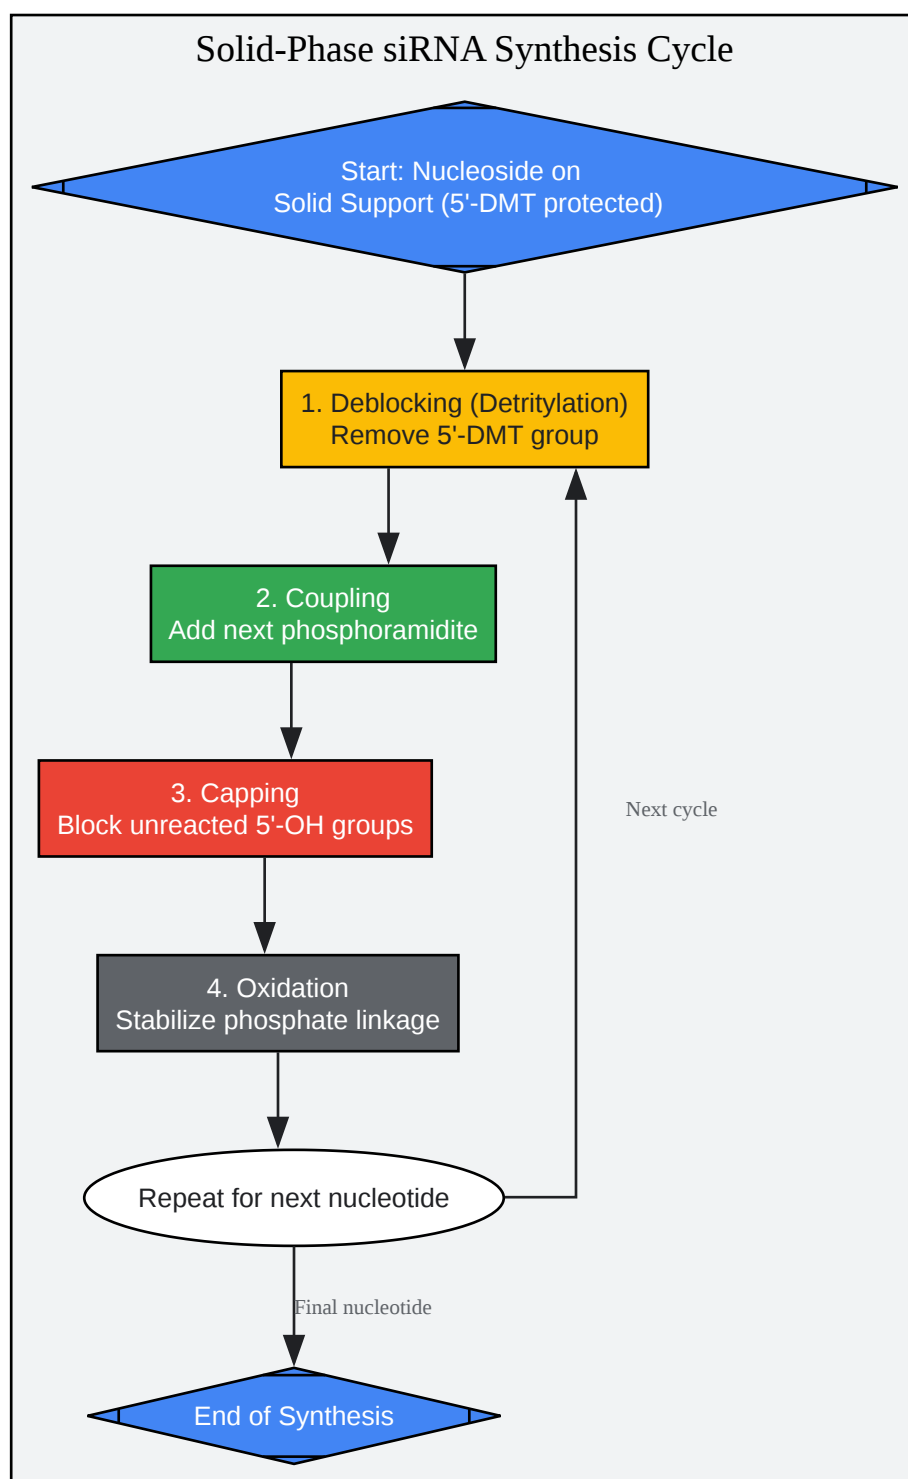 Solid-Phase siRNA Synthesis Cycle
Start: Nucleoside on
Solid Support (5'-DMT protected)
1. Deblocking (Detritylation)
Remove 5'-DMT group
2. Coupling
Add next phosphoramidite
3. Capping
Block unreacted 5'-OH groups
Next cycle
4. Oxidation
Stabilize phosphate linkage
Repeat for next nucleotide
Final nucleotide
End of Synthesis